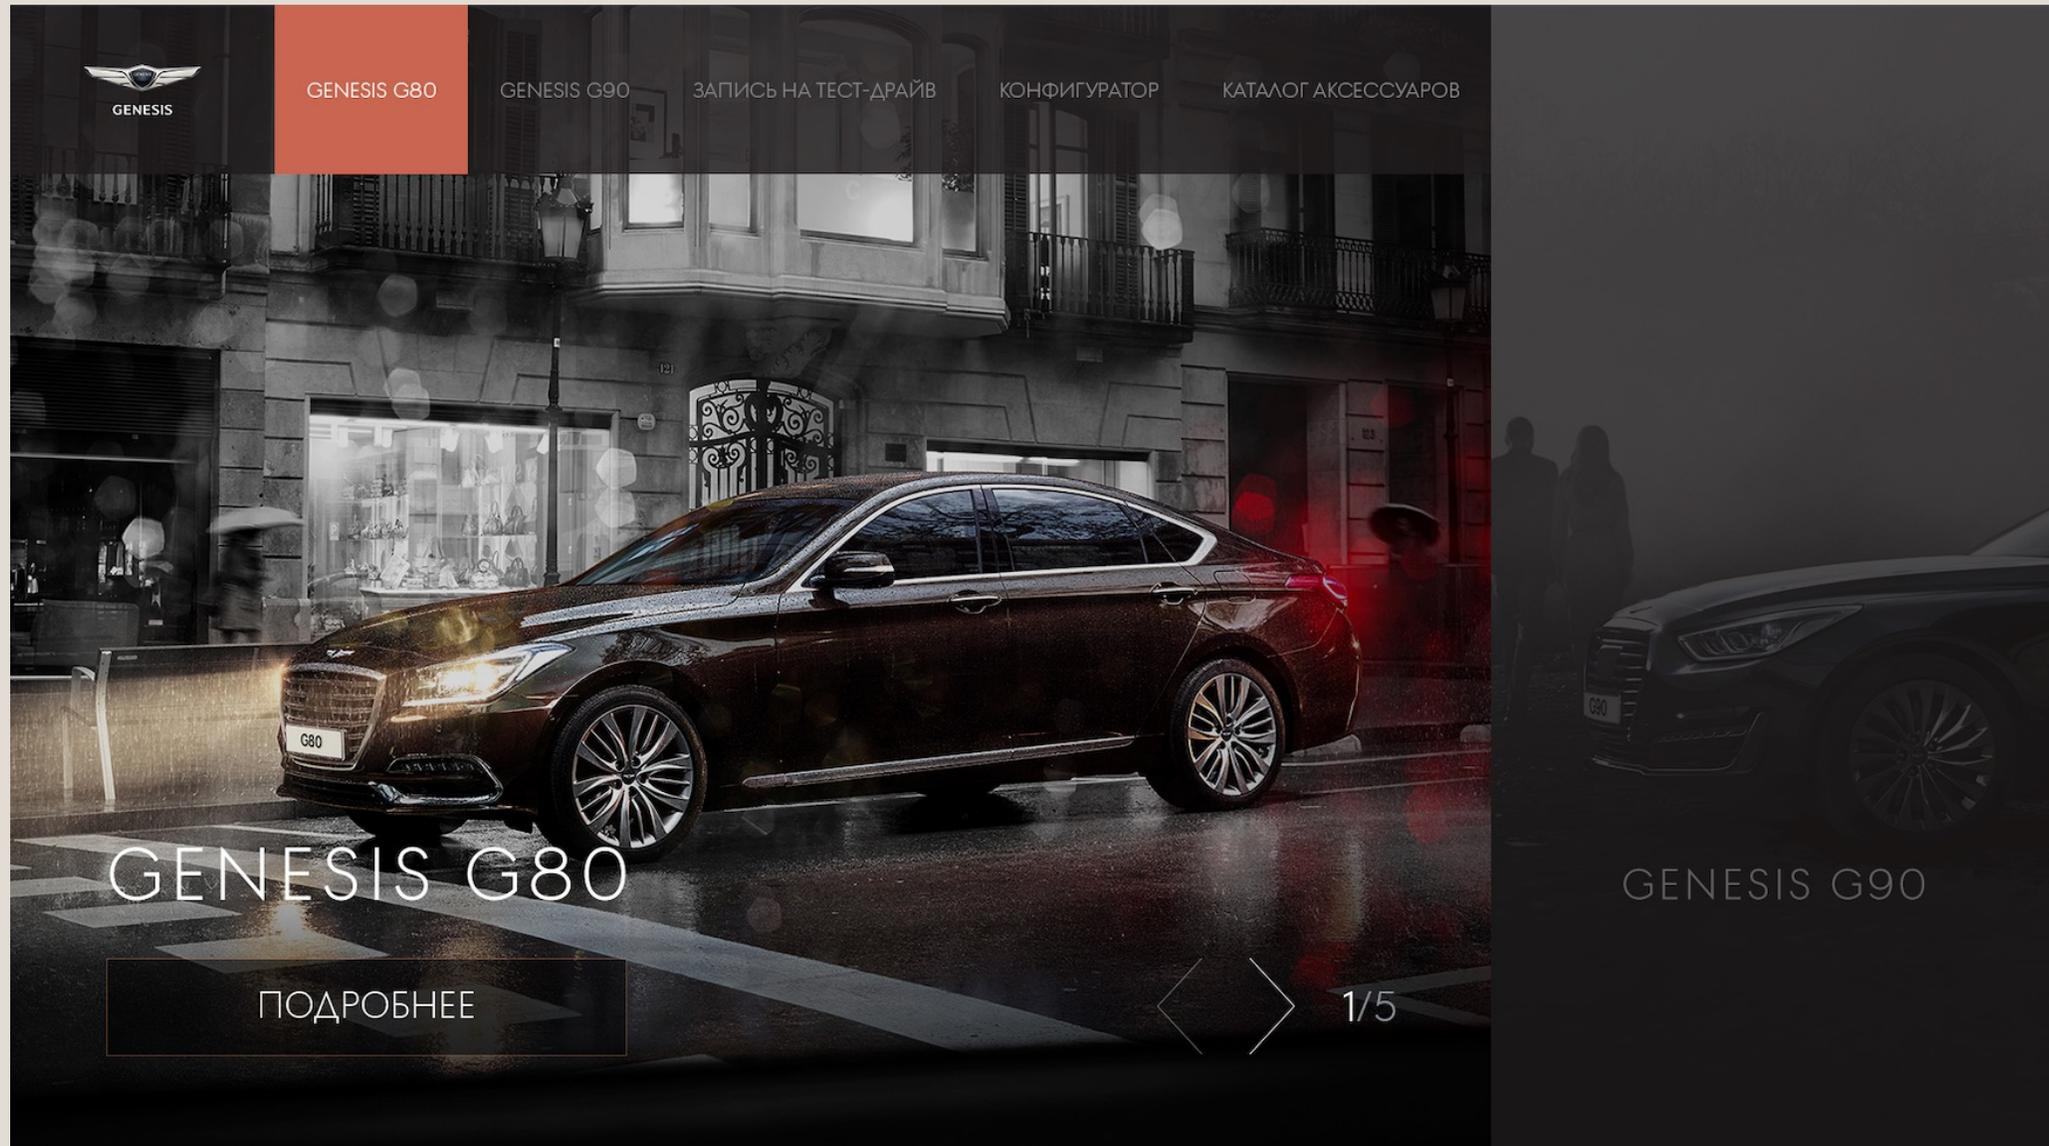 GENESIS
GENESIS G80
GENESIS G90
ЗАПИСЬ НА ТЕСТ-ДРАЙВ
КОНФИГУРАТОР
КАТАЛОГ АКСЕССУАРОВ
121
G80
G90
GENESIS G80
GENESIS G90
ПОДРОБНЕЕ
1/5